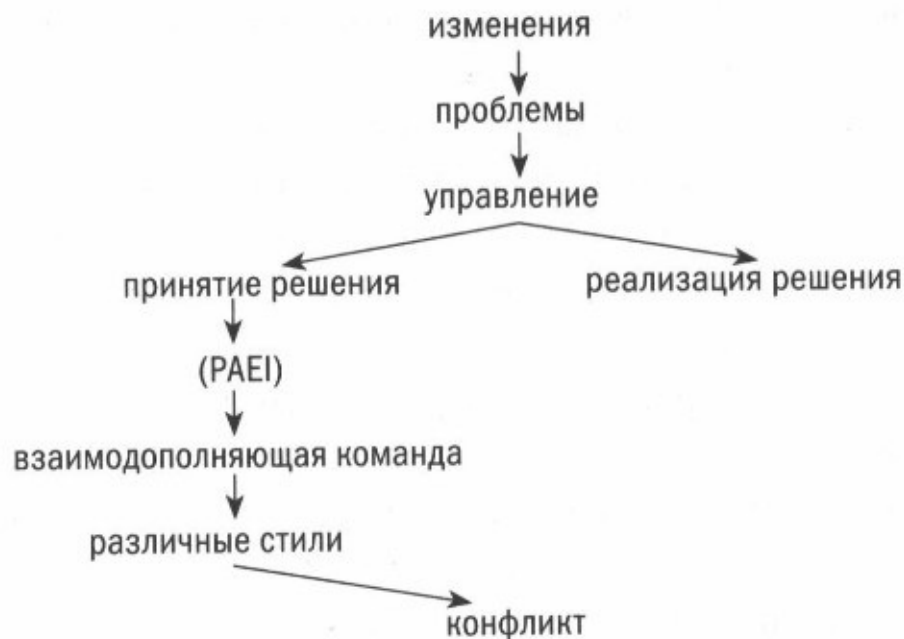 изменения
проблемы
управление
принятие решения
реализация решения
(PAEI)
взаимодополняющая команда
различные стили
конфликт